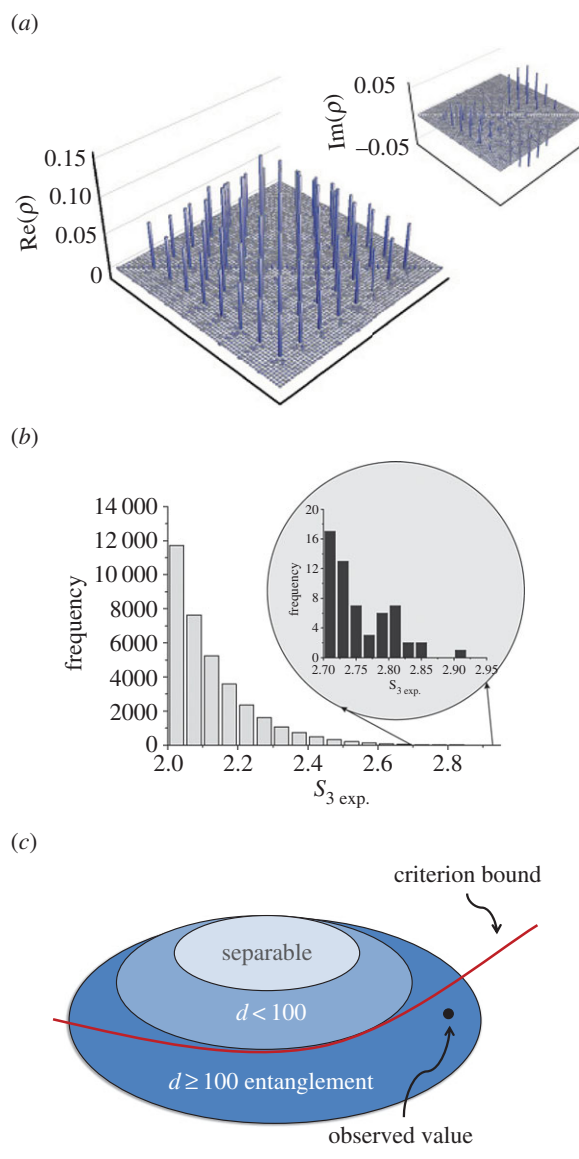 (a)
0.05
Im(ρ)
−0.05
0.15
0.10
Re(ρ)
0.05
0
(b)
14 000
12 000
10 000
8000
6000
4000
2000
0
frequency
2.0 2.2 2.4 2.6 2.8
S3 exp.
20
16
12
8
4
0
frequency
2.70 2.75 2.80 2.85 2.90 2.95
S3 exp.
(c)
criterion bound
separable
d < 100
d ≥ 100 entanglement
observed value